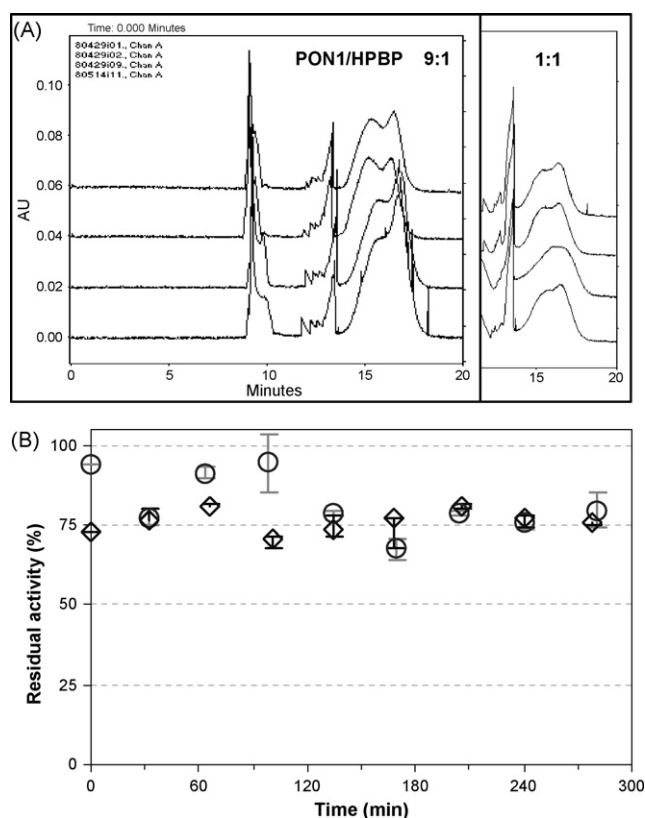 (A)
Time: 0.000 Minutes
80429i01., Chan A
80429i02., Chan A
80429i09., Chan A
80514i11., Chan A
PON1/HPBP 9:1
1:1
0.10
0.08
0.06
0.04
0.02
0.00
AU
0 5 10 15 20
15 20
Minutes
(B)
100
75
50
25
0
Residual activity (%)
0 60 120 180 240 300
Time (min)